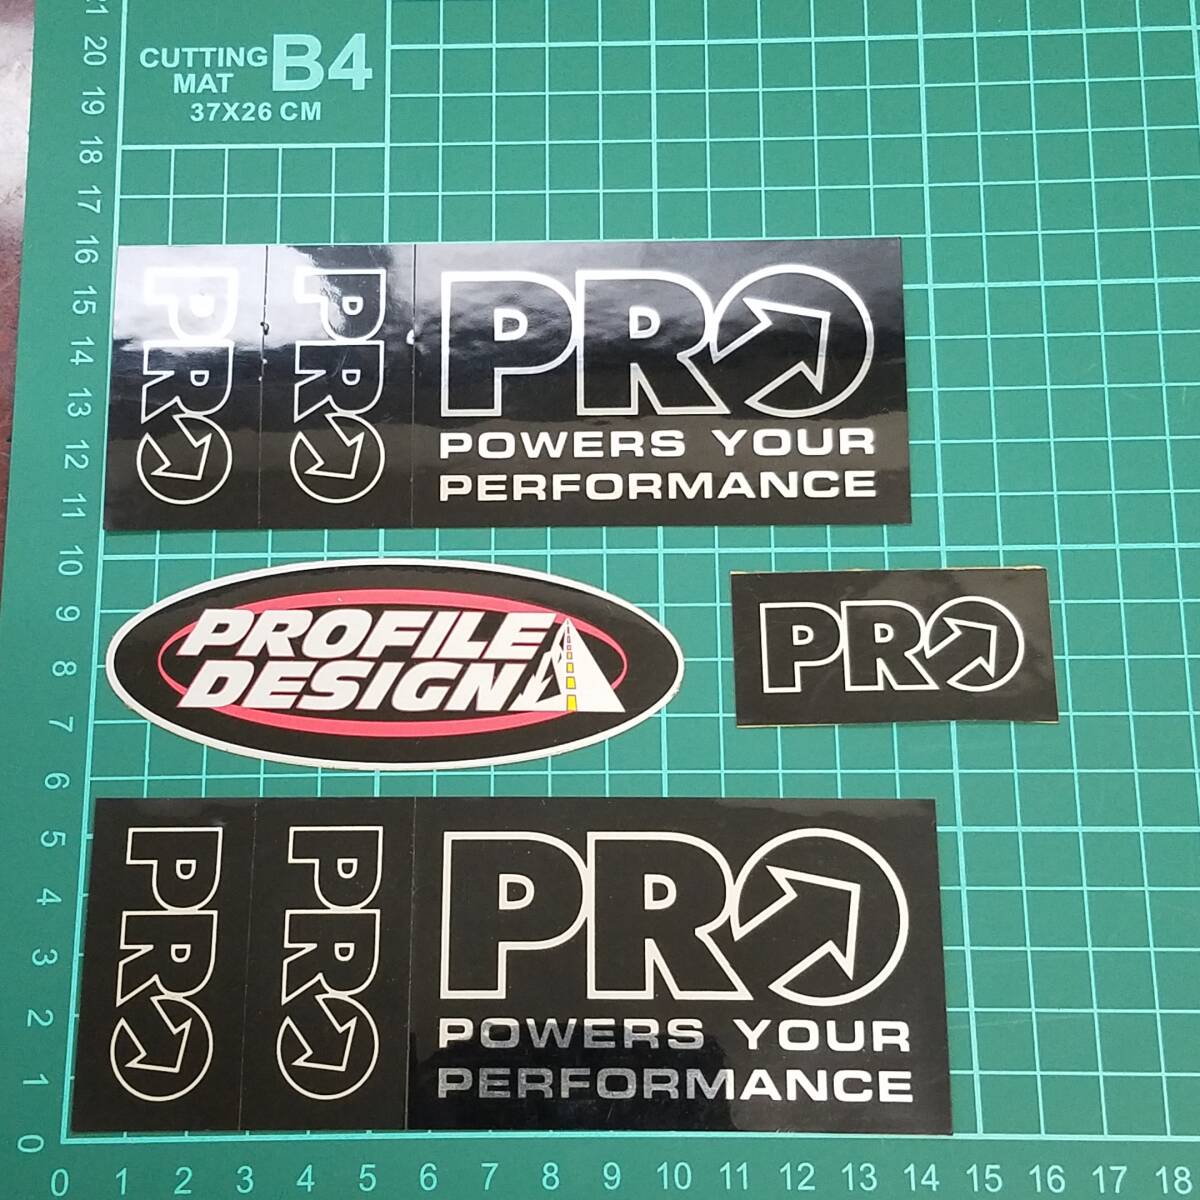 CUTTING
MAT
B4
37X26 CM
21
20
19
18
17
16
15
14
13
12
11
10
9
8
7
6
5
4
3
2
1
0
PRO
PRO
PRO
POWERS YOUR
PERFORMANCE
PROFILE
DESIGN
PRO
PRO
PRO
PRO
POWERS YOUR
PERFORMANCE
0 1 2 3 4 5 6 7 8 9 10 11 12 13 14 15 16 17 18